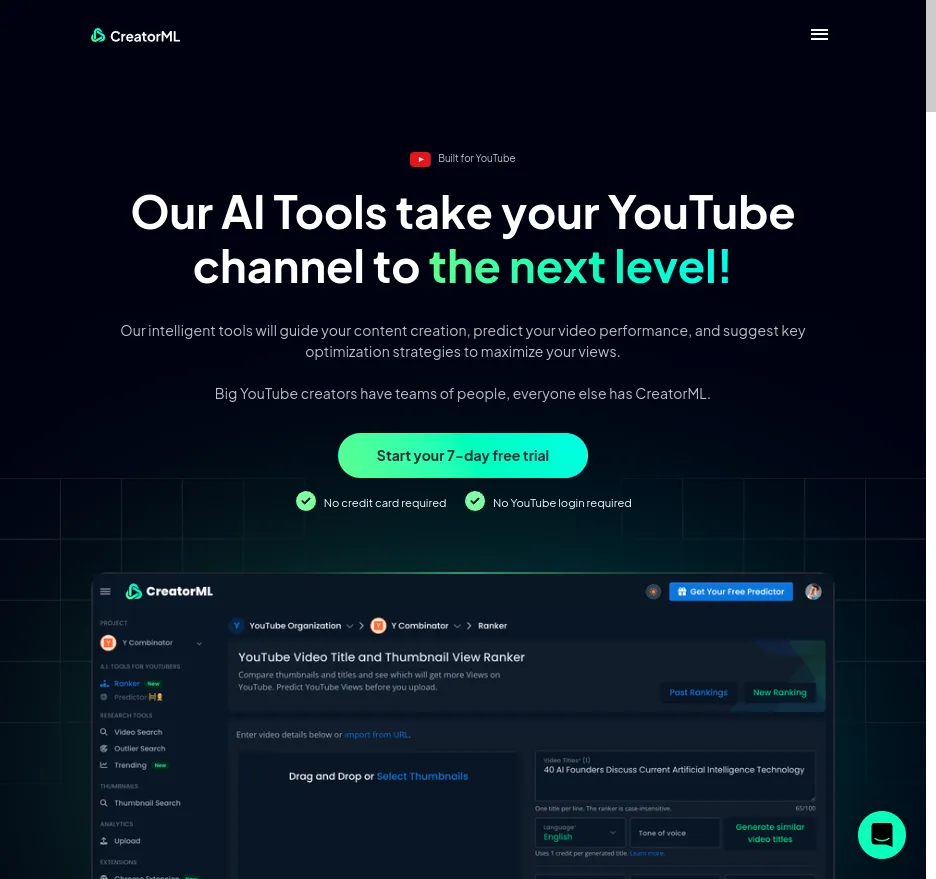 CreatorML
Built for YouTube
Our AI Tools take your YouTube
channel to the next level!
Our intelligent tools will guide your content creation, predict your video performance, and suggest key
optimization strategies to maximize your views.
Big YouTube creators have teams of people, everyone else has CreatorML.
Start your 7-day free trial
No credit card required
No YouTube login required
CreatorML
Get Your Free Predictor
PROJECT
Y Combinator
A.I. TOOLS FOR YOUTUBERS
Ranker New
Predictor
RESEARCH TOOLS
Video Search
Outlier Search
Trending New
THUMBNAILS
Thumbnail Search
ANALYTICS
Upload
EXTENSIONS
Chrome Extension New
Y YouTube Organization Y Y Combinator Ranker
YouTube Video Title and Thumbnail View Ranker
Compare thumbnails and titles and see which will get more Views on
YouTube. Predict YouTube Views before you upload.
Past Rankings
New Ranking
Enter video details below or import from URL.
Drag and Drop or Select Thumbnails
Video Titles* (1)
40 AI Founders Discuss Current Artificial Intelligence Technology
One title per line. The ranker is case-insensitive.
65/100
Language*
English
Tone of voice
Generate similar
video titles
Uses 1 credit per generated title. Learn more.